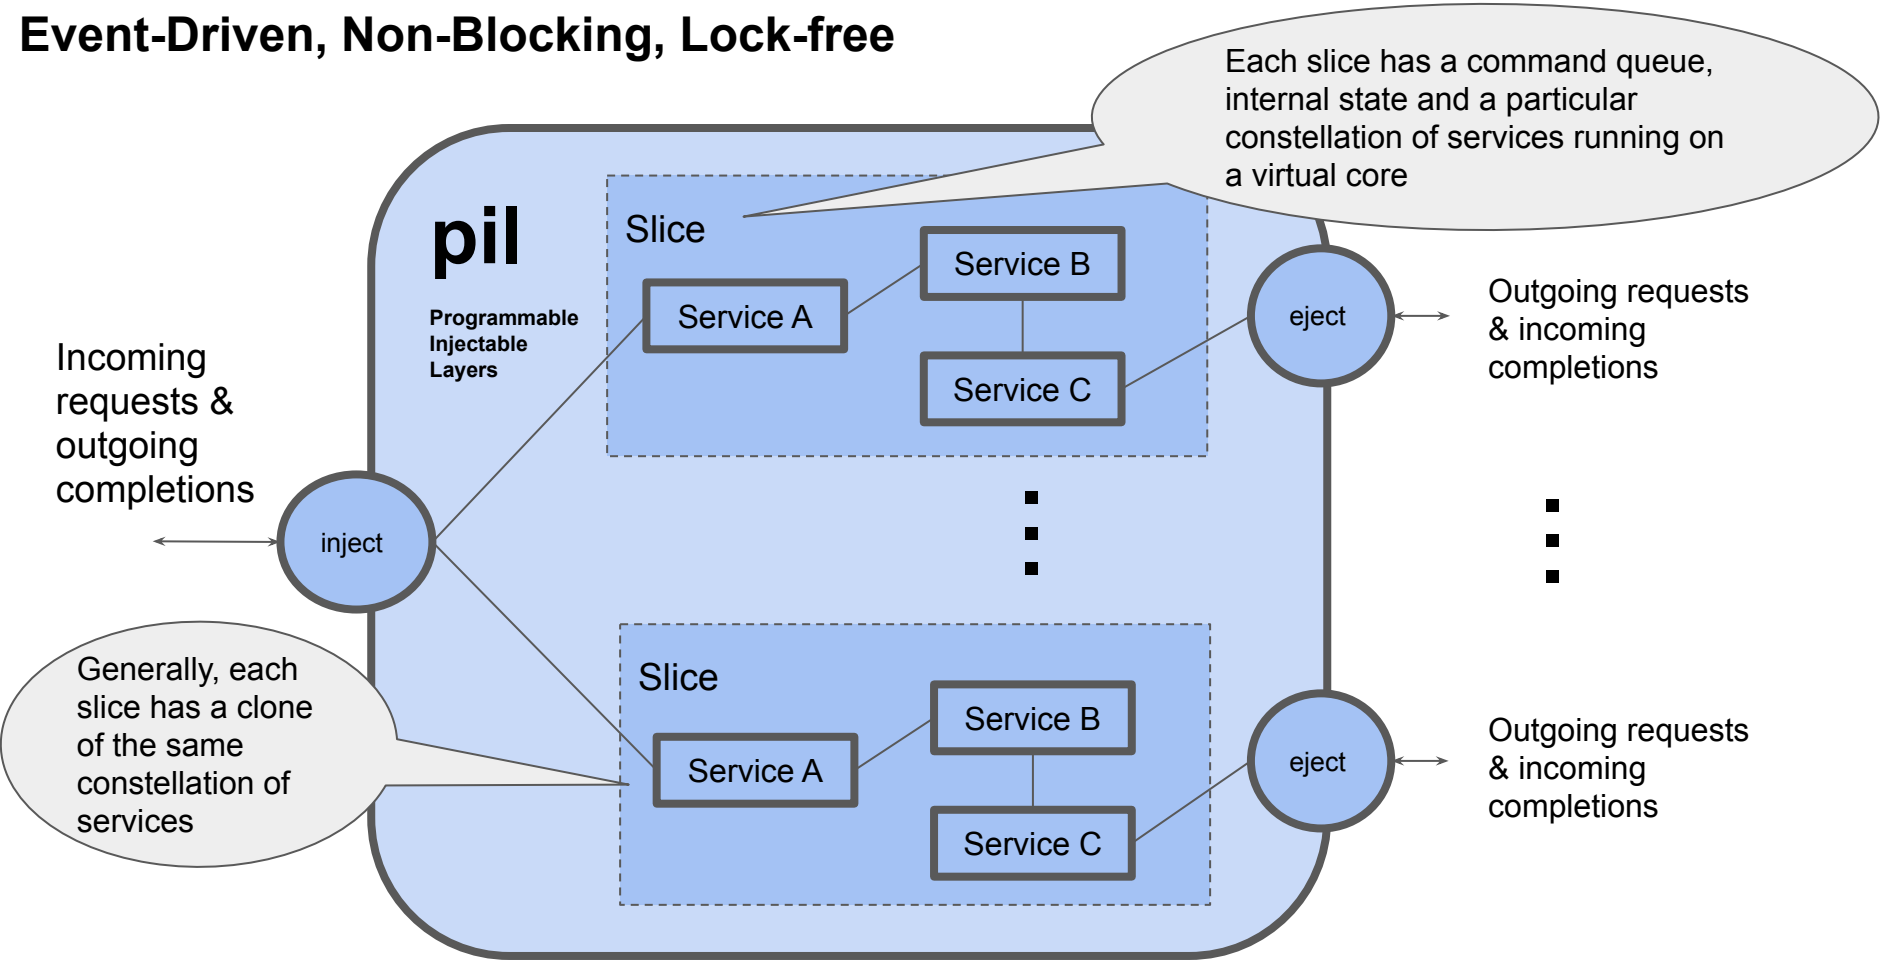 Event-Driven, Non-Blocking, Lock-free
Each slice has a command queue,
internal state and a particular
constellation of services running on
a virtual core
pil
Programmable
Injectable
Layers
Slice
Service A
Service B
Service C
eject
Outgoing requests
& incoming
completions
Incoming
requests &
outgoing
completions
inject
Generally, each
slice has a clone
of the same
constellation of
services
Slice
Service A
Service B
Service C
eject
Outgoing requests
& incoming
completions